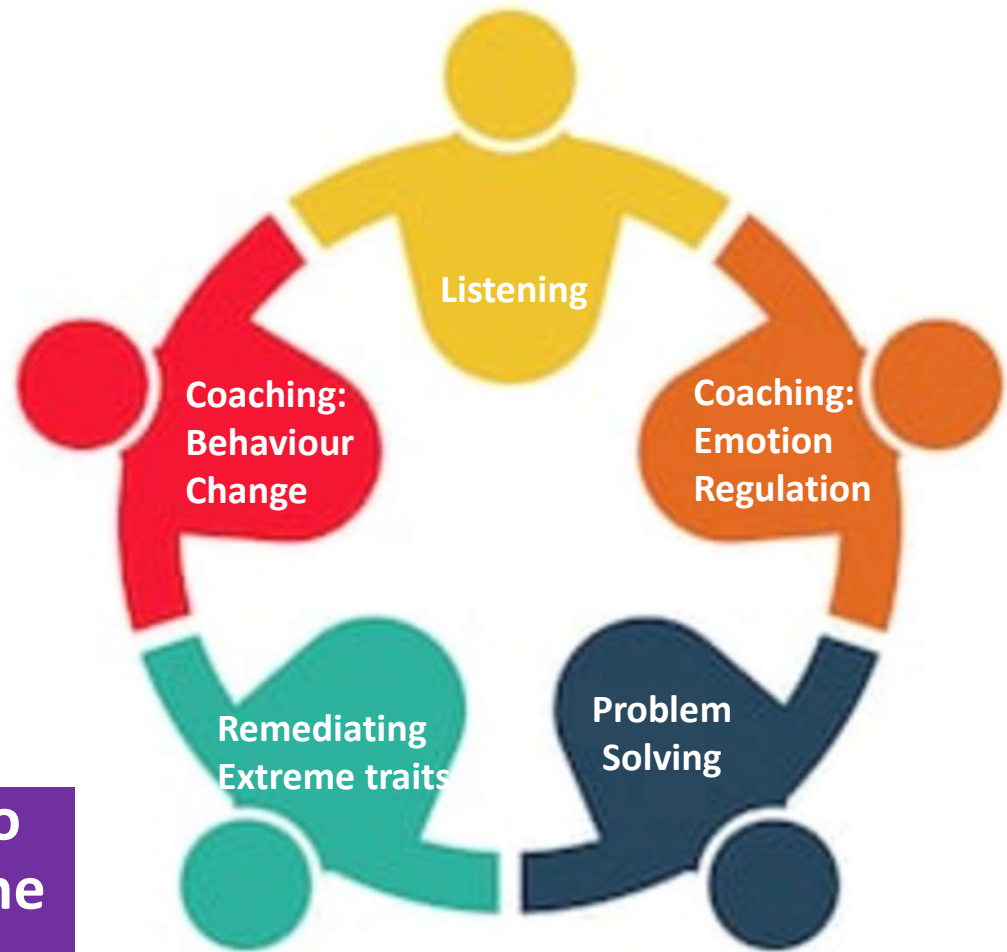 Listening
Coaching:
Behaviour
Change
Coaching:
Emotion
Regulation
Remediating
Extreme traits
Problem
Solving